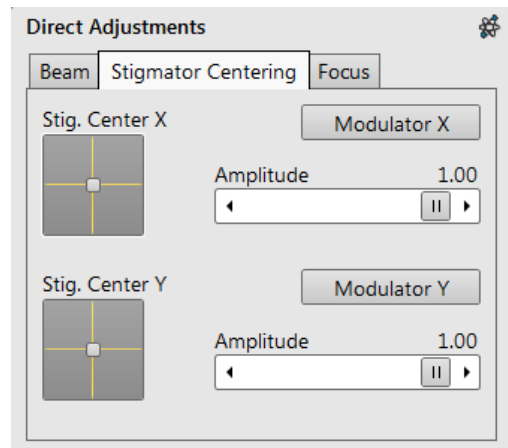 Direct Adjustments
Beam Stigmator Centering Focus
Stig. Center X Modulator X
Amplitude 1.00
Stig. Center Y Modulator Y
Amplitude 1.00